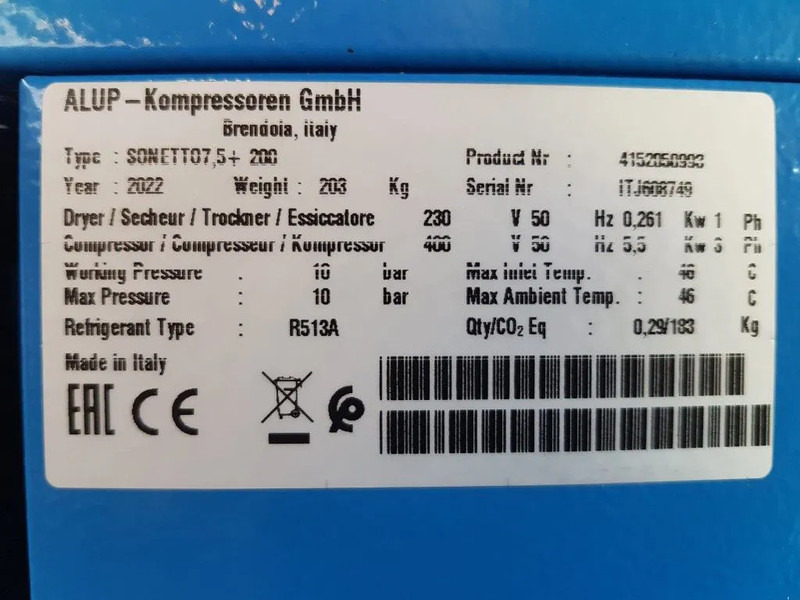 ALUP – Kompressoren GmbH
Brendola, Italy
Type : SONETTO7,5+ 200 Product Nr : 4152050993
Year : 2022 Weight : 203 Kg Serial Nr : ITJ608749
Dryer / Secheur / Trockner / Essiccatore 230 V 50 Hz 0,261 Kw 1 Ph
Compressor / Compresseur / Kompressor 400 V 50 Hz 5,5 Kw 3 Ph
Working Pressure : 10 bar Max Inlet Temp. : 46 C
Max Pressure : 10 bar Max Ambient Temp. : 46 C
Refrigerant Type : R513A Qty/CO₂ Eq : 0,29/183 Kg
Made in Italy
EAC CE